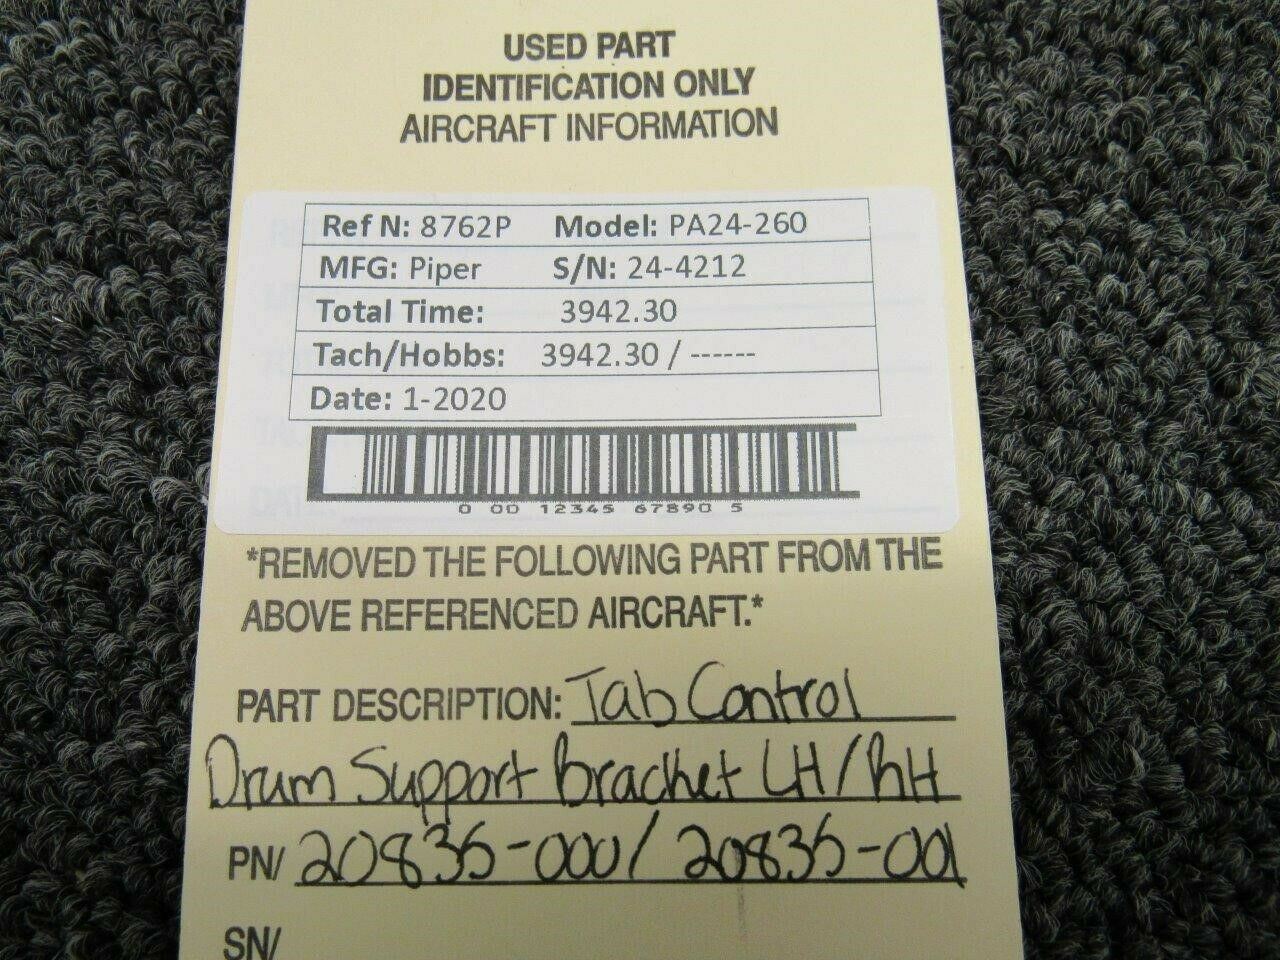 USED PART
IDENTIFICATION ONLY
AIRCRAFT INFORMATION
Ref N: 8762P Model: PA24-260
MFG: Piper S/N: 24-4212
Total Time: 3942.30
Tach/Hobbs: 3942.30 / ------
Date: 1-2020
0 00 12345 67890 5
*REMOVED THE FOLLOWING PART FROM THE
ABOVE REFERENCED AIRCRAFT.*
PART DESCRIPTION: Tab Control
Drum Support Bracket LH/RH
PN/ 20835-000/ 20835-001
SN/